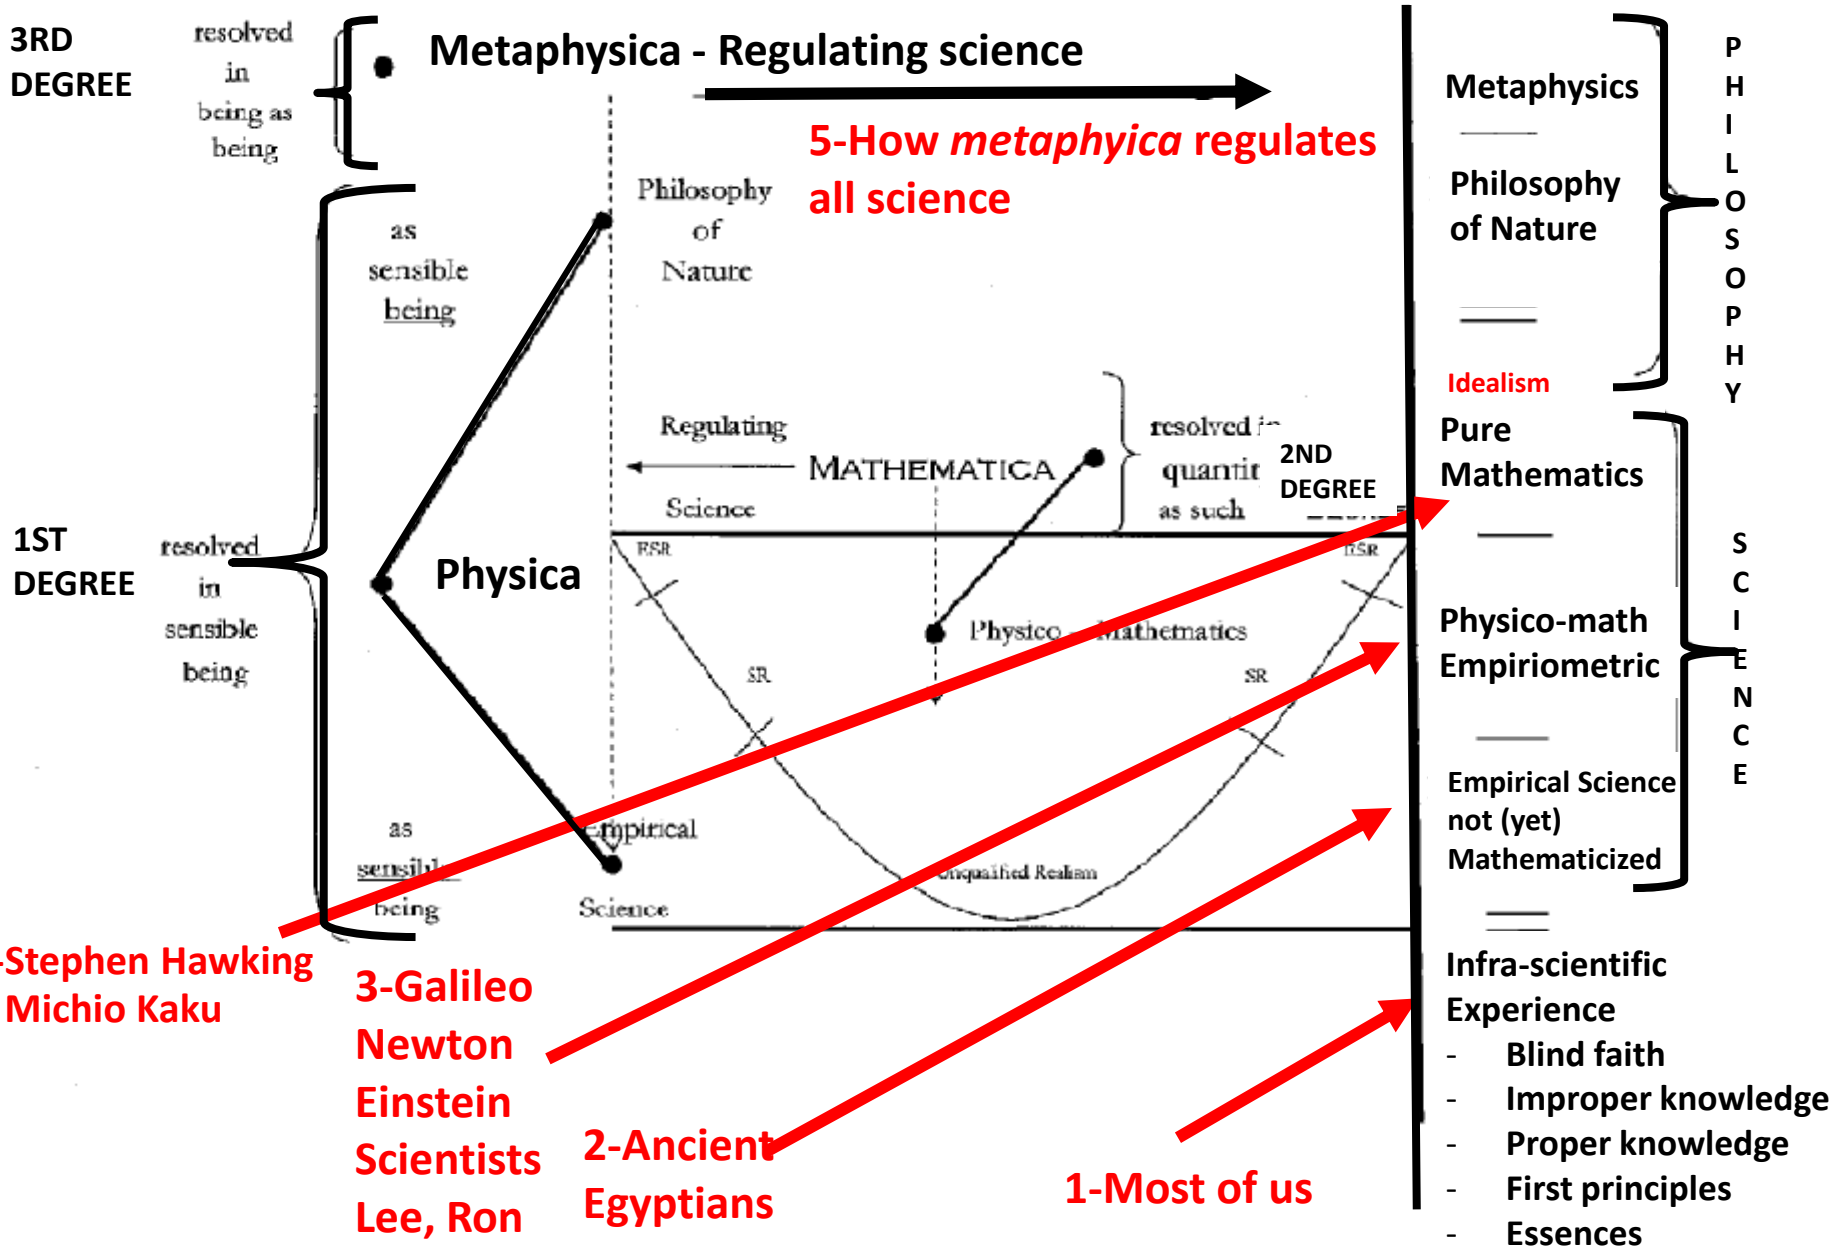 3RD
DEGREE
resolved
in
being as
being
Metaphysica - Regulating science
5-How metaphyica regulates
all science
Metaphysics
Philosophy
of Nature
Idealism
PHILOSOPHY
as
sensible
being
Philosophy
of
Nature
Regulating
MATHEMATICA
Science
resolved
quantit
as such
2ND
DEGREE
Pure
Mathematics
1ST
DEGREE
resolved
in
sensible
being
Physica
ESR
ESR
Physico - Mathematics
SR
SR
Physico-math
Empiriometric
SCIENCE
Empirical Science
not (yet)
Mathematicized
as
sensible
being
Empirical
Science
Unqualified Realism
Infra-scientific
Experience
- Blind faith
- Improper knowledge
- Proper knowledge
- First principles
- Essences
-Stephen Hawking
Michio Kaku
3-Galileo
Newton
Einstein
Scientists
Lee, Ron
2-Ancient
Egyptians
1-Most of us